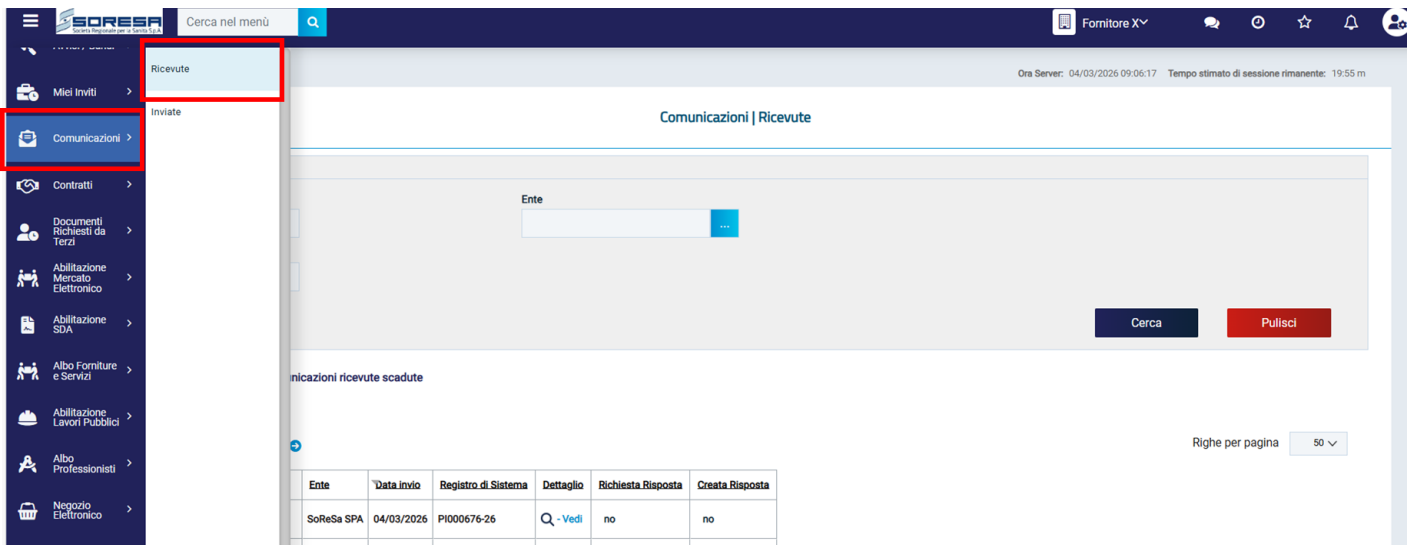 SORESA
Società Regionale per la Sanità S.p.A.
Cerca nel menù
Fornitore X
Ricevute
Ora Server: 04/03/2026 09:06:17 Tempo stimato di sessione rimanente: 19:55 m
Miei Inviti
Inviate
Comunicazioni | Ricevute
Comunicazioni
Contratti
Ente
Documenti
Richiesti da
Terzi
...
Abilitazione
Mercato
Elettronico
Abilitazione
SDA
Cerca
Pulisci
Albo Forniture
e Servizi
nicazioni ricevute scadute
Abilitazione
Lavori Pubblici
Righe per pagina 50
Albo
Professionisti
Ente Data invio Registro di Sistema Dettaglio Richiesta Risposta Creata Risposta
Negozio
Elettronico
SoReSa SPA 04/03/2026 PI000676-26 - Vedi no no